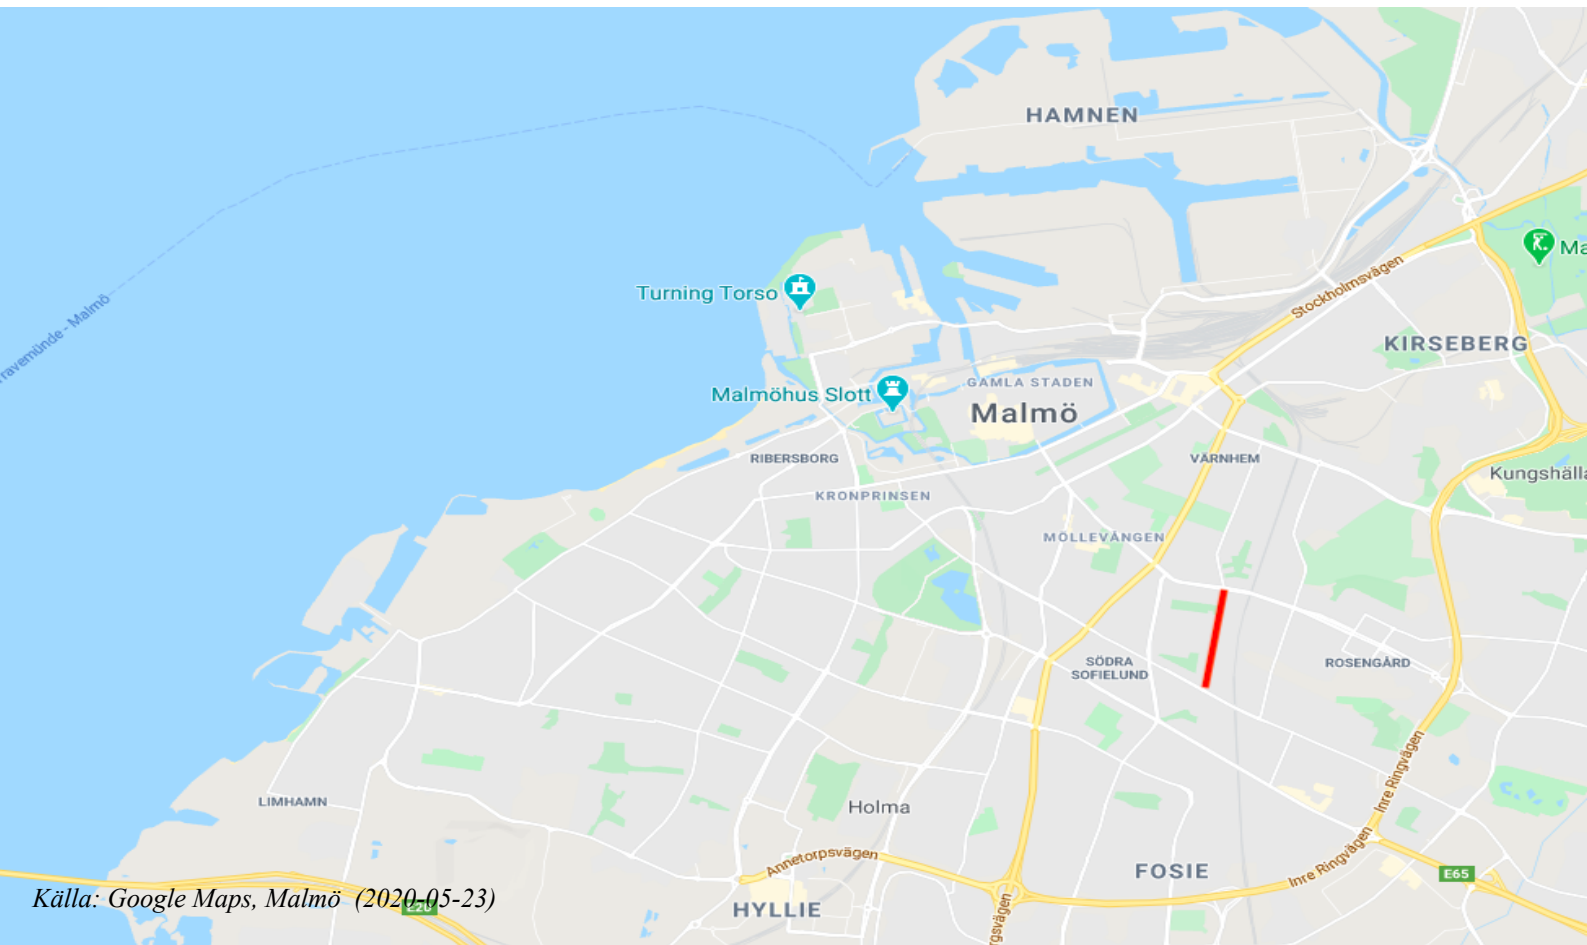 HAMNEN
Ma
Stockholmsvägen
Turning Torso
Travemünde - Malmö
KIRSEBERG
GAMLA STADEN
Malmöhus Slott
Malmö
RIBERSBORG
VÄRNHEM
Kungshälla
KRONPRINSEN
MÖLLEVÅNGEN
SÖDRA
SOFIELUND
ROSENGÅRD
Inre Ringvägen
LIMHAMN
Holma
Annetorpsvägen
Inre Ringvägen
FOSIE
E65
Källa: Google Maps, Malmö (2020-05-23)
E20
HYLLIE
rgsvägen